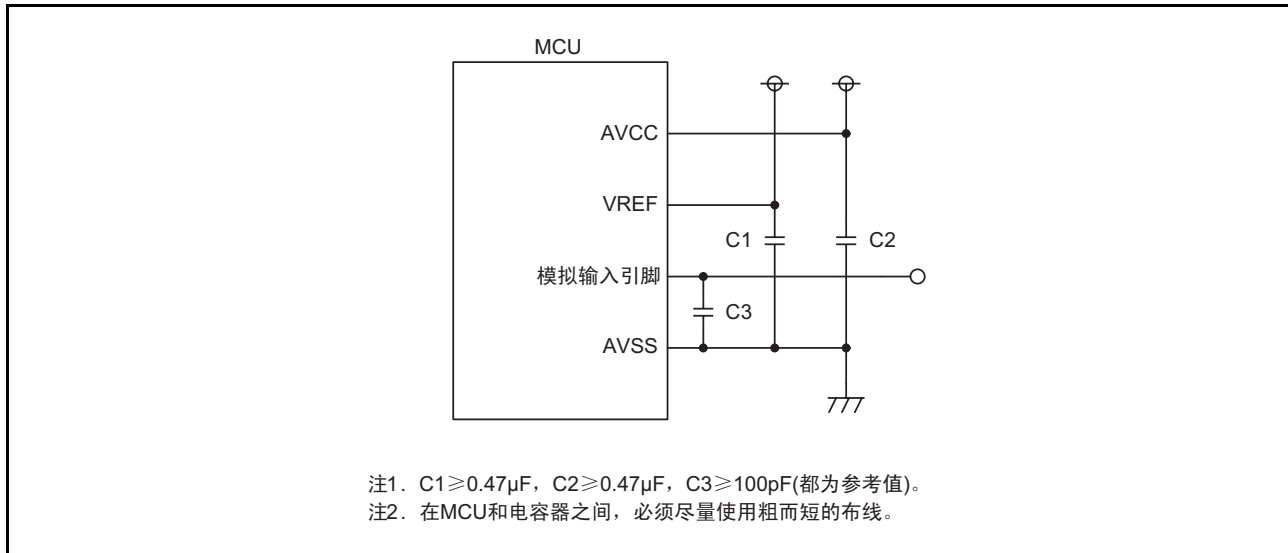 MCU
AVCC
VREF
C1
C2
模拟输入引脚
C3
AVSS
注1. C1≥0.47µF，C2≥0.47µF，C3≥100pF(都为参考值)。
注2. 在MCU和电容器之间，必须尽量使用粗而短的布线。